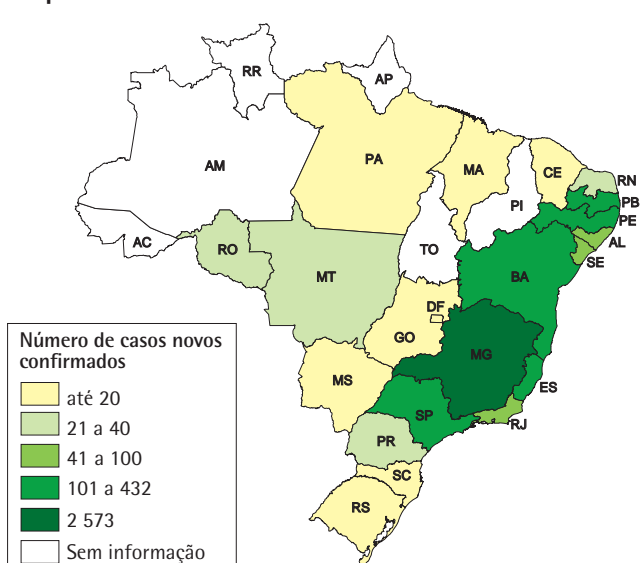 RR
AP
AM
PA
MA
CE
RN
PB
PE
AL
SE
PI
AC
RO
TO
BA
MT
DF
GO
MG
ES
MS
SP
RJ
PR
SC
RS
Número de casos novos
confirmados
até 20
21 a 40
41 a 100
101 a 432
2 573
Sem informação